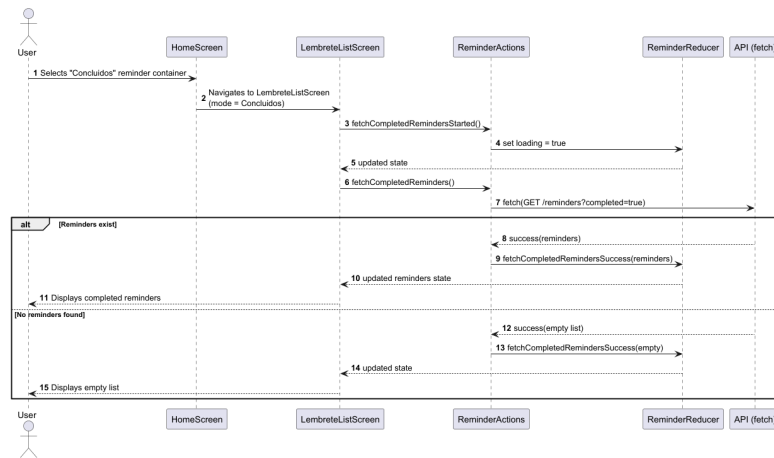 User
HomeScreen
LembreteListScreen
ReminderActions
ReminderReducer
API (fetch)
1 Selects "Concluidos" reminder container
2 Navigates to LembreteListScreen
(mode = Concluidos)
3 fetchCompletedRemindersStarted()
4 set loading = true
5 updated state
6 fetchCompletedReminders()
7 fetch(GET /reminders?completed=true)
alt [Reminders exist]
8 success(reminders)
9 fetchCompletedRemindersSuccess(reminders)
10 updated reminders state
11 Displays completed reminders
[No reminders found]
12 success(empty list)
13 fetchCompletedRemindersSuccess(empty)
14 updated state
15 Displays empty list
User
HomeScreen
LembreteListScreen
ReminderActions
ReminderReducer
API (fetch)